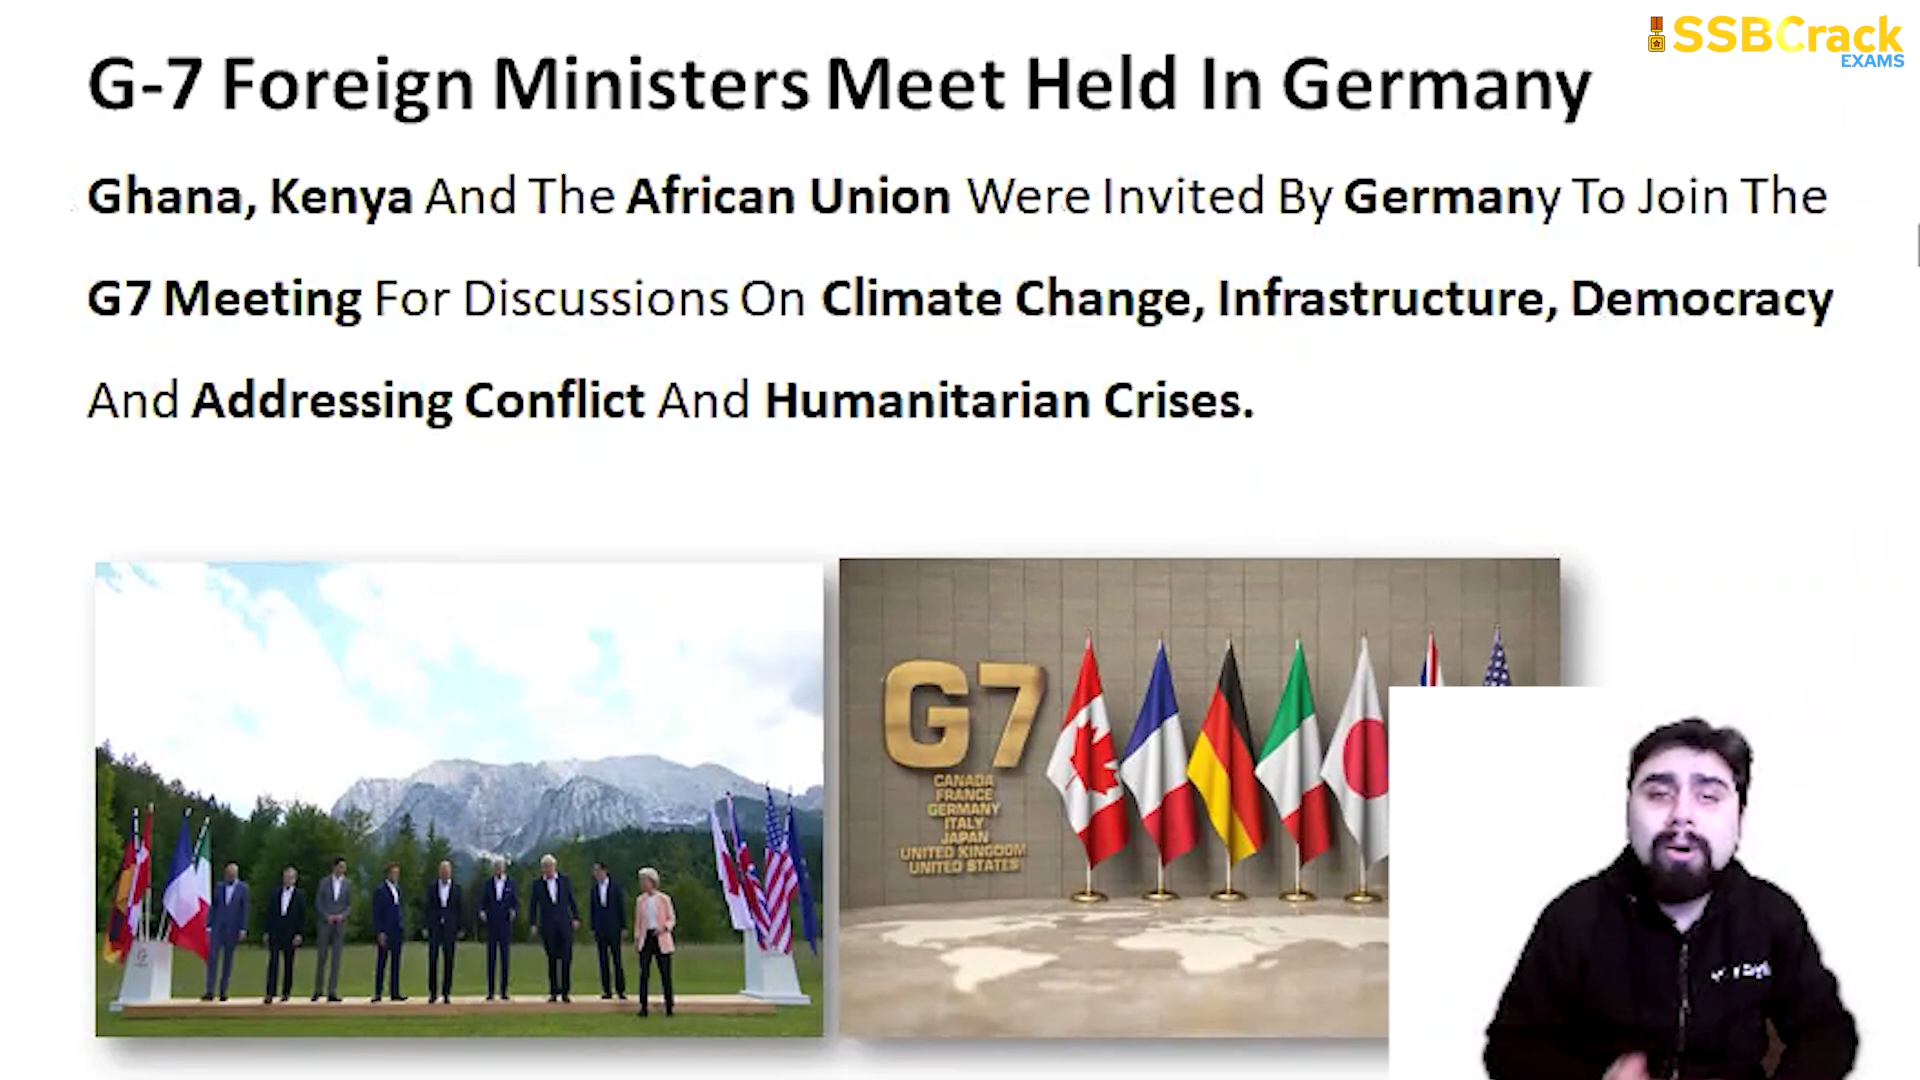 SSBCrack
EXAMS
G-7 Foreign Ministers Meet Held In Germany
Ghana, Kenya And The African Union Were Invited By Germany To Join The
G7 Meeting For Discussions On Climate Change, Infrastructure, Democracy
And Addressing Conflict And Humanitarian Crises.
G7
CANADA
FRANCE
GERMANY
ITALY
JAPAN
UNITED KINGDOM
UNITED STATES